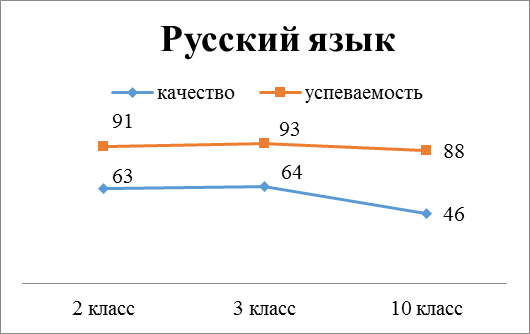 Русский язык
качество успеваемость
91 93 88
63 64 46
2 класс 3 класс 10 класс